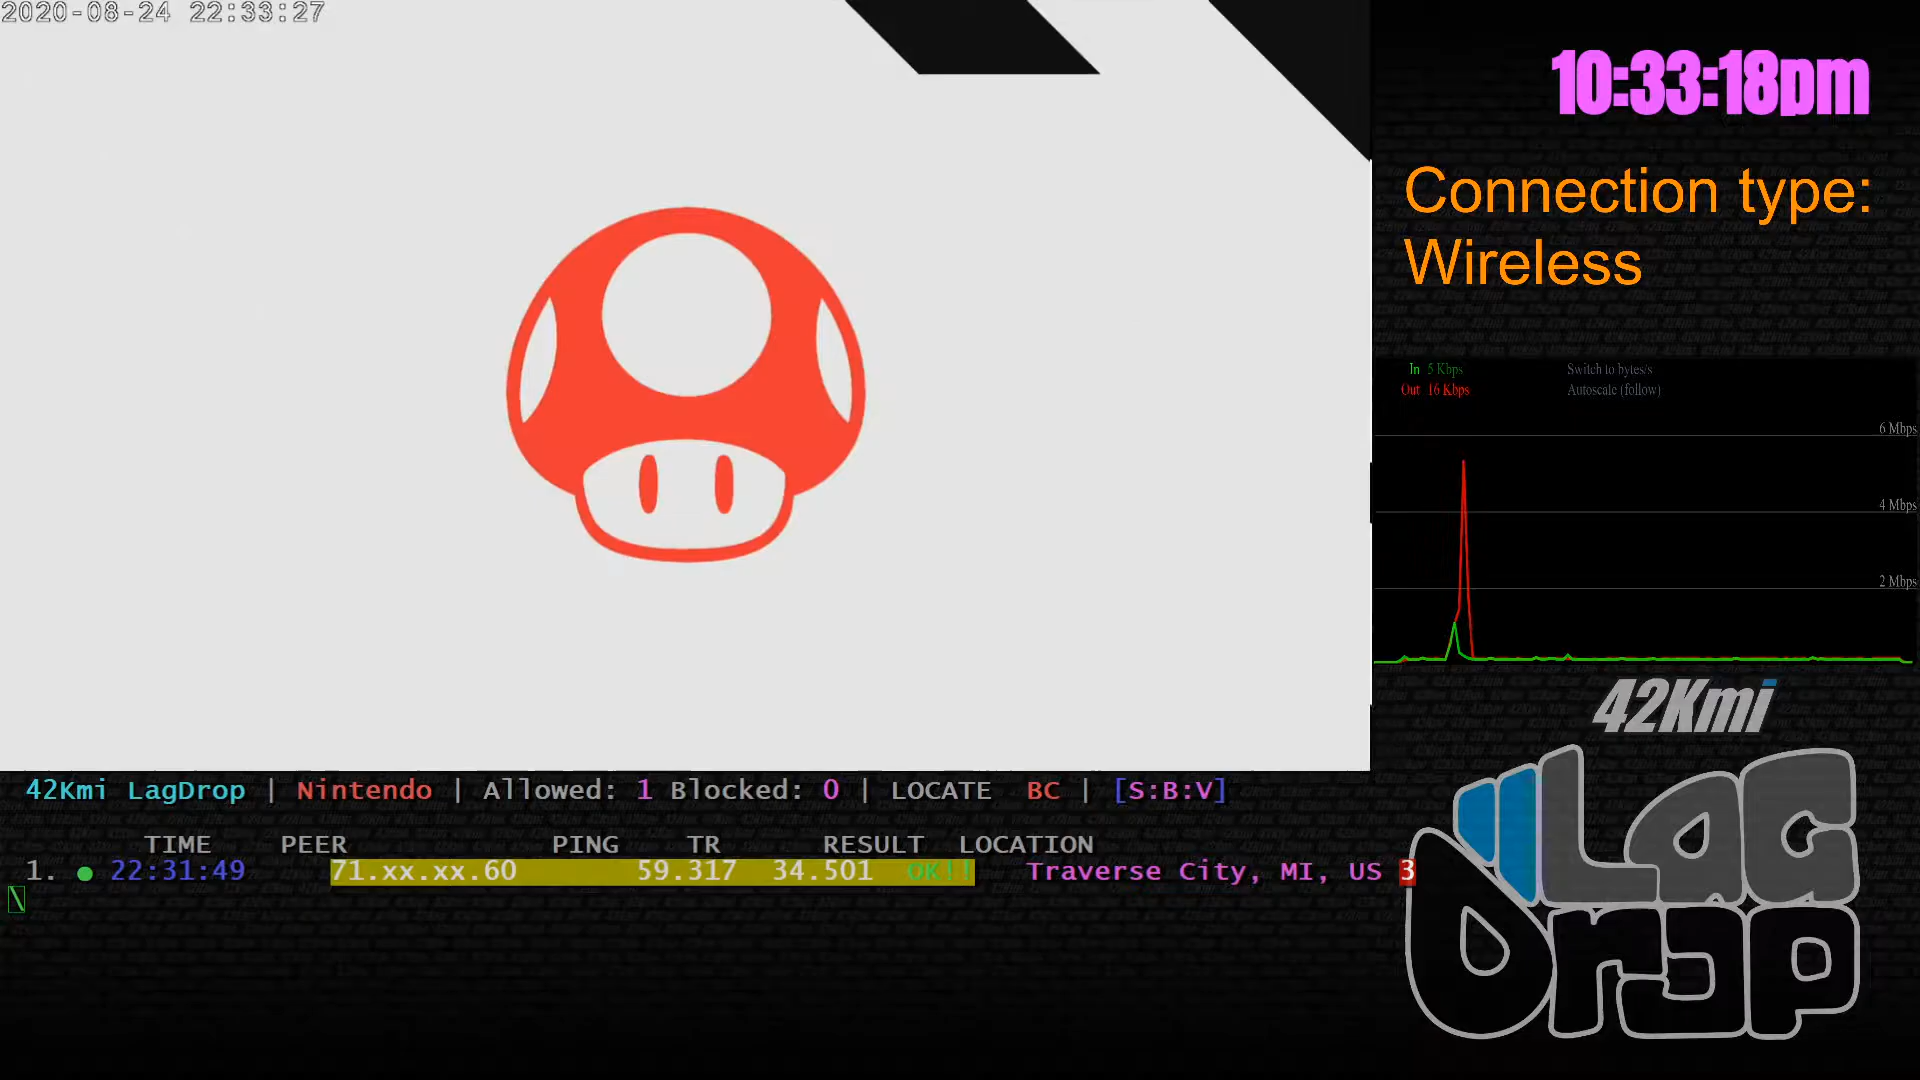 2020-08-24 22:33:27
10:33:18pm
Connection type:
Wireless
In 5 Kbps
Out 16 Kbps
Switch to bytes/s
Autoscale (follow)
6 Mbps
4 Mbps
2 Mbps
42Kmi
LAG
Drop
42Kmi LagDrop | Nintendo | Allowed: 1 Blocked: 0 | LOCATE BC | [S:B:V]
TIME PEER PING TR RESULT LOCATION
1. ● 22:31:49 71.xx.xx.60 59.317 34.501 OK!! Traverse City, MI, US 3
\